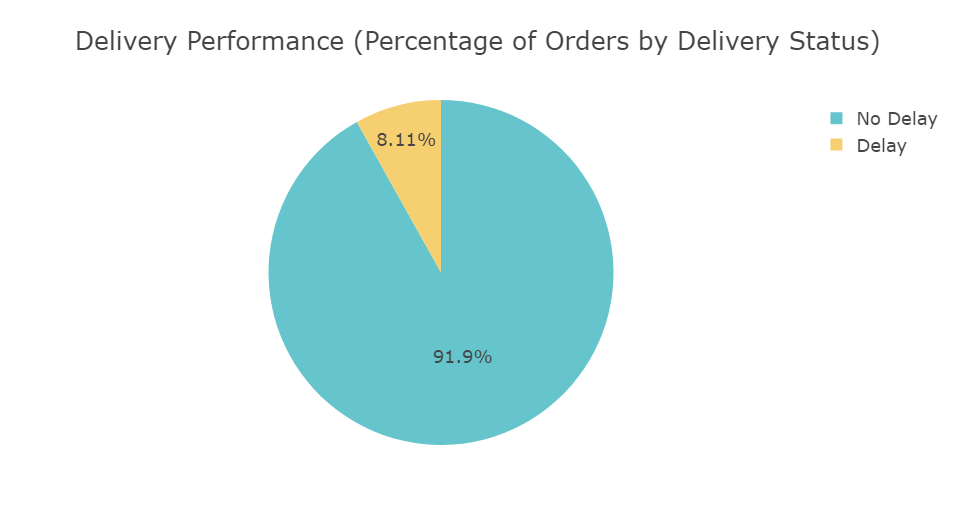 Delivery Performance (Percentage of Orders by Delivery Status)
No Delay
Delay
8.11%
91.9%